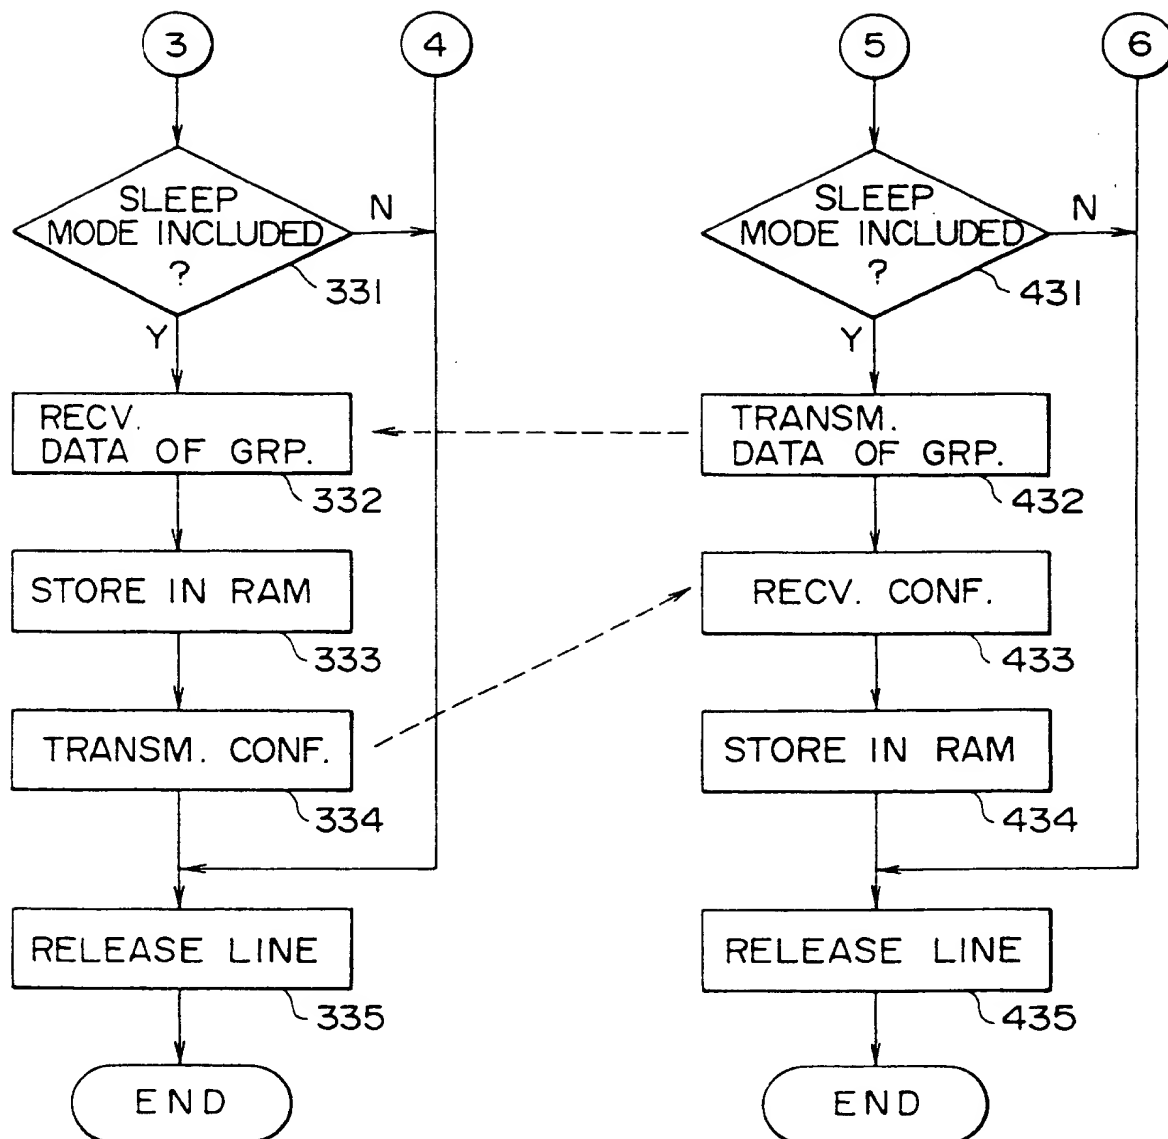 3
4
SLEEP
MODE INCLUDED
?
N
331
Y
RECV.
DATA OF GRP.
332
STORE IN RAM
333
TRANSM. CONF.
334
RELEASE LINE
335
END
5
6
SLEEP
MODE INCLUDED
?
N
431
Y
TRANSM.
DATA OF GRP.
432
RECV. CONF.
433
STORE IN RAM
434
RELEASE LINE
435
END